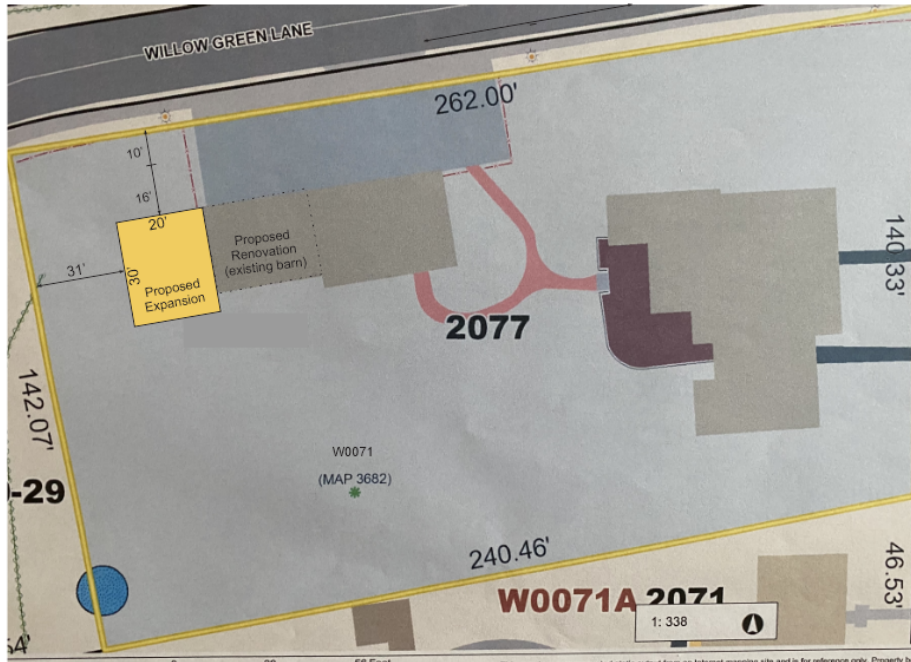 WILLOW GREEN LANE
262.00'
10'
16'
20'
30'
31'
Proposed
Expansion
Proposed
Renovation
(existing barn)
140.33'
2077
142.07'
W0071
(MAP 3682)
-29
240.46'
46.53'
W0071A 2071
1: 338
54'